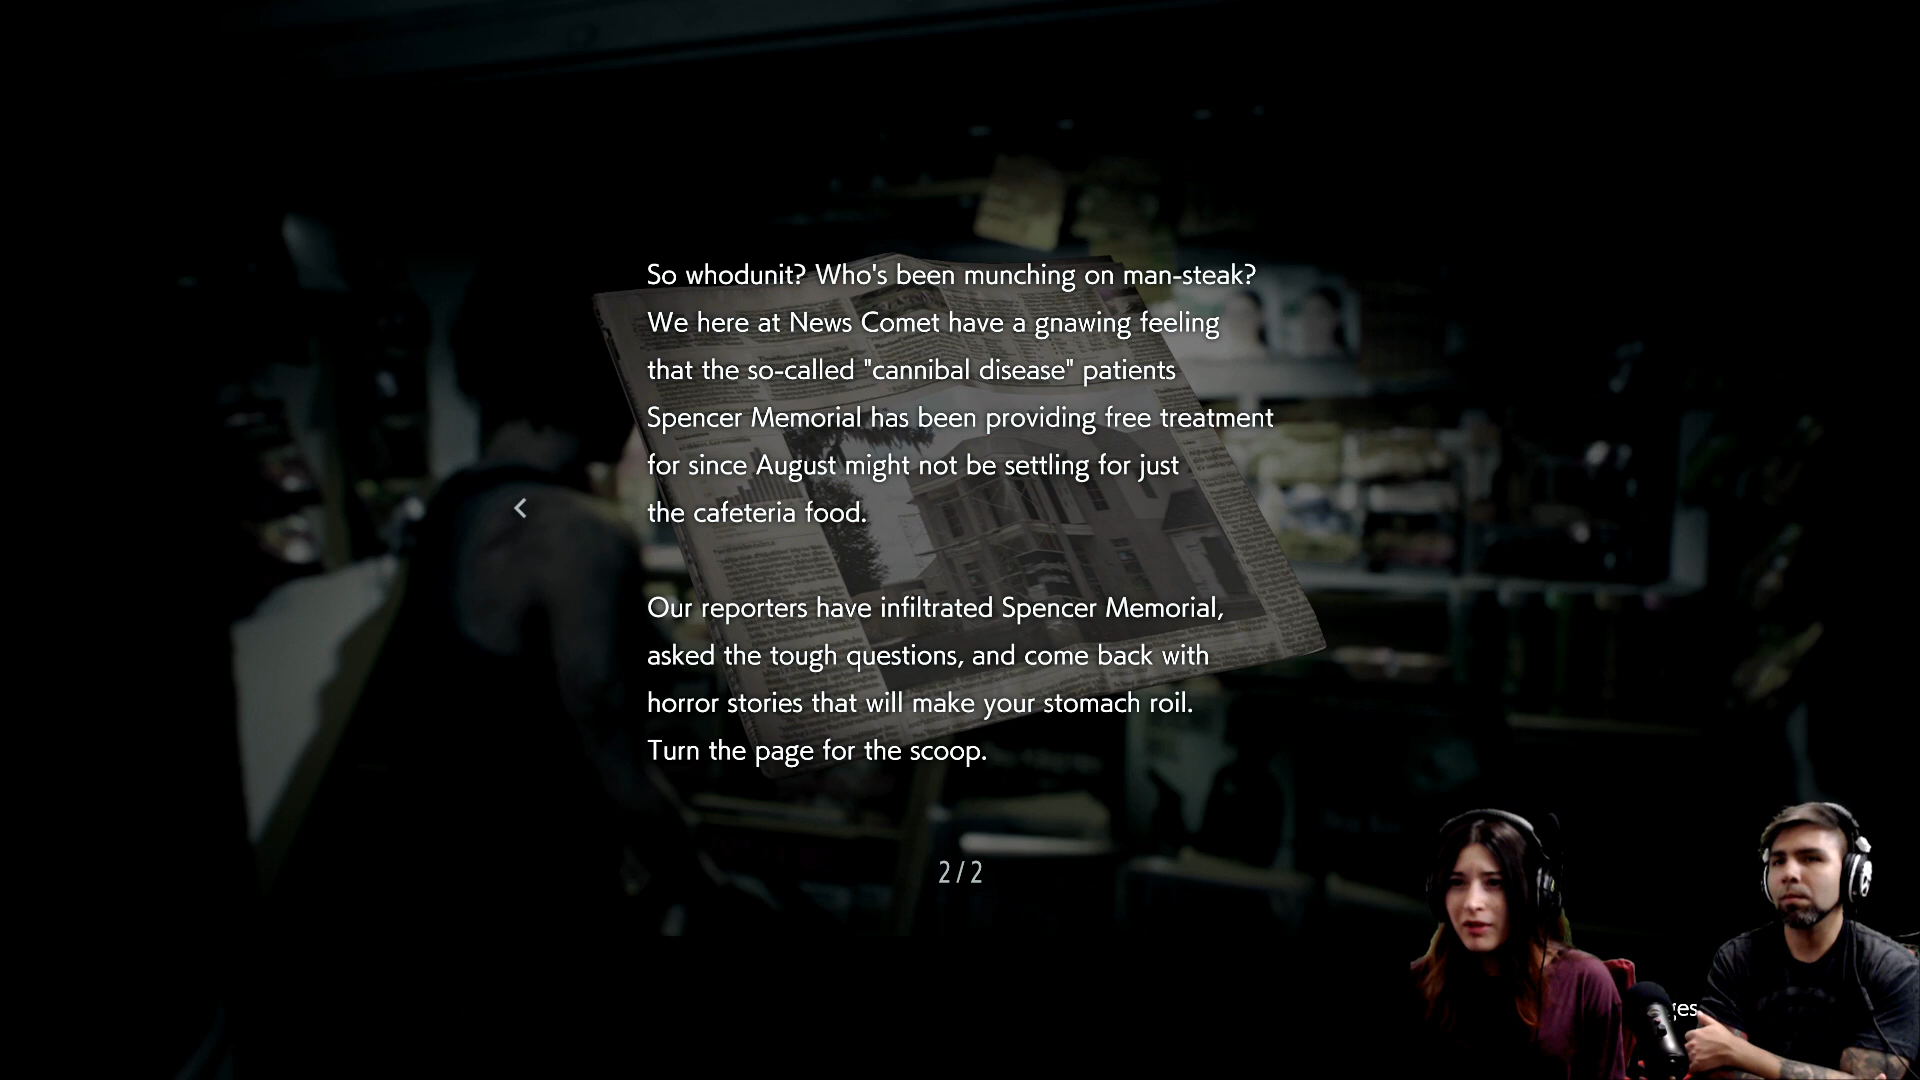 So whodunit? Who's been munching on man-steak?
We here at News Comet have a gnawing feeling
that the so-called "cannibal disease" patients
Spencer Memorial has been providing free treatment
for since August might not be settling for just
the cafeteria food.
Our reporters have infiltrated Spencer Memorial,
asked the tough questions, and come back with
horror stories that will make your stomach roil.
Turn the page for the scoop.
2/2